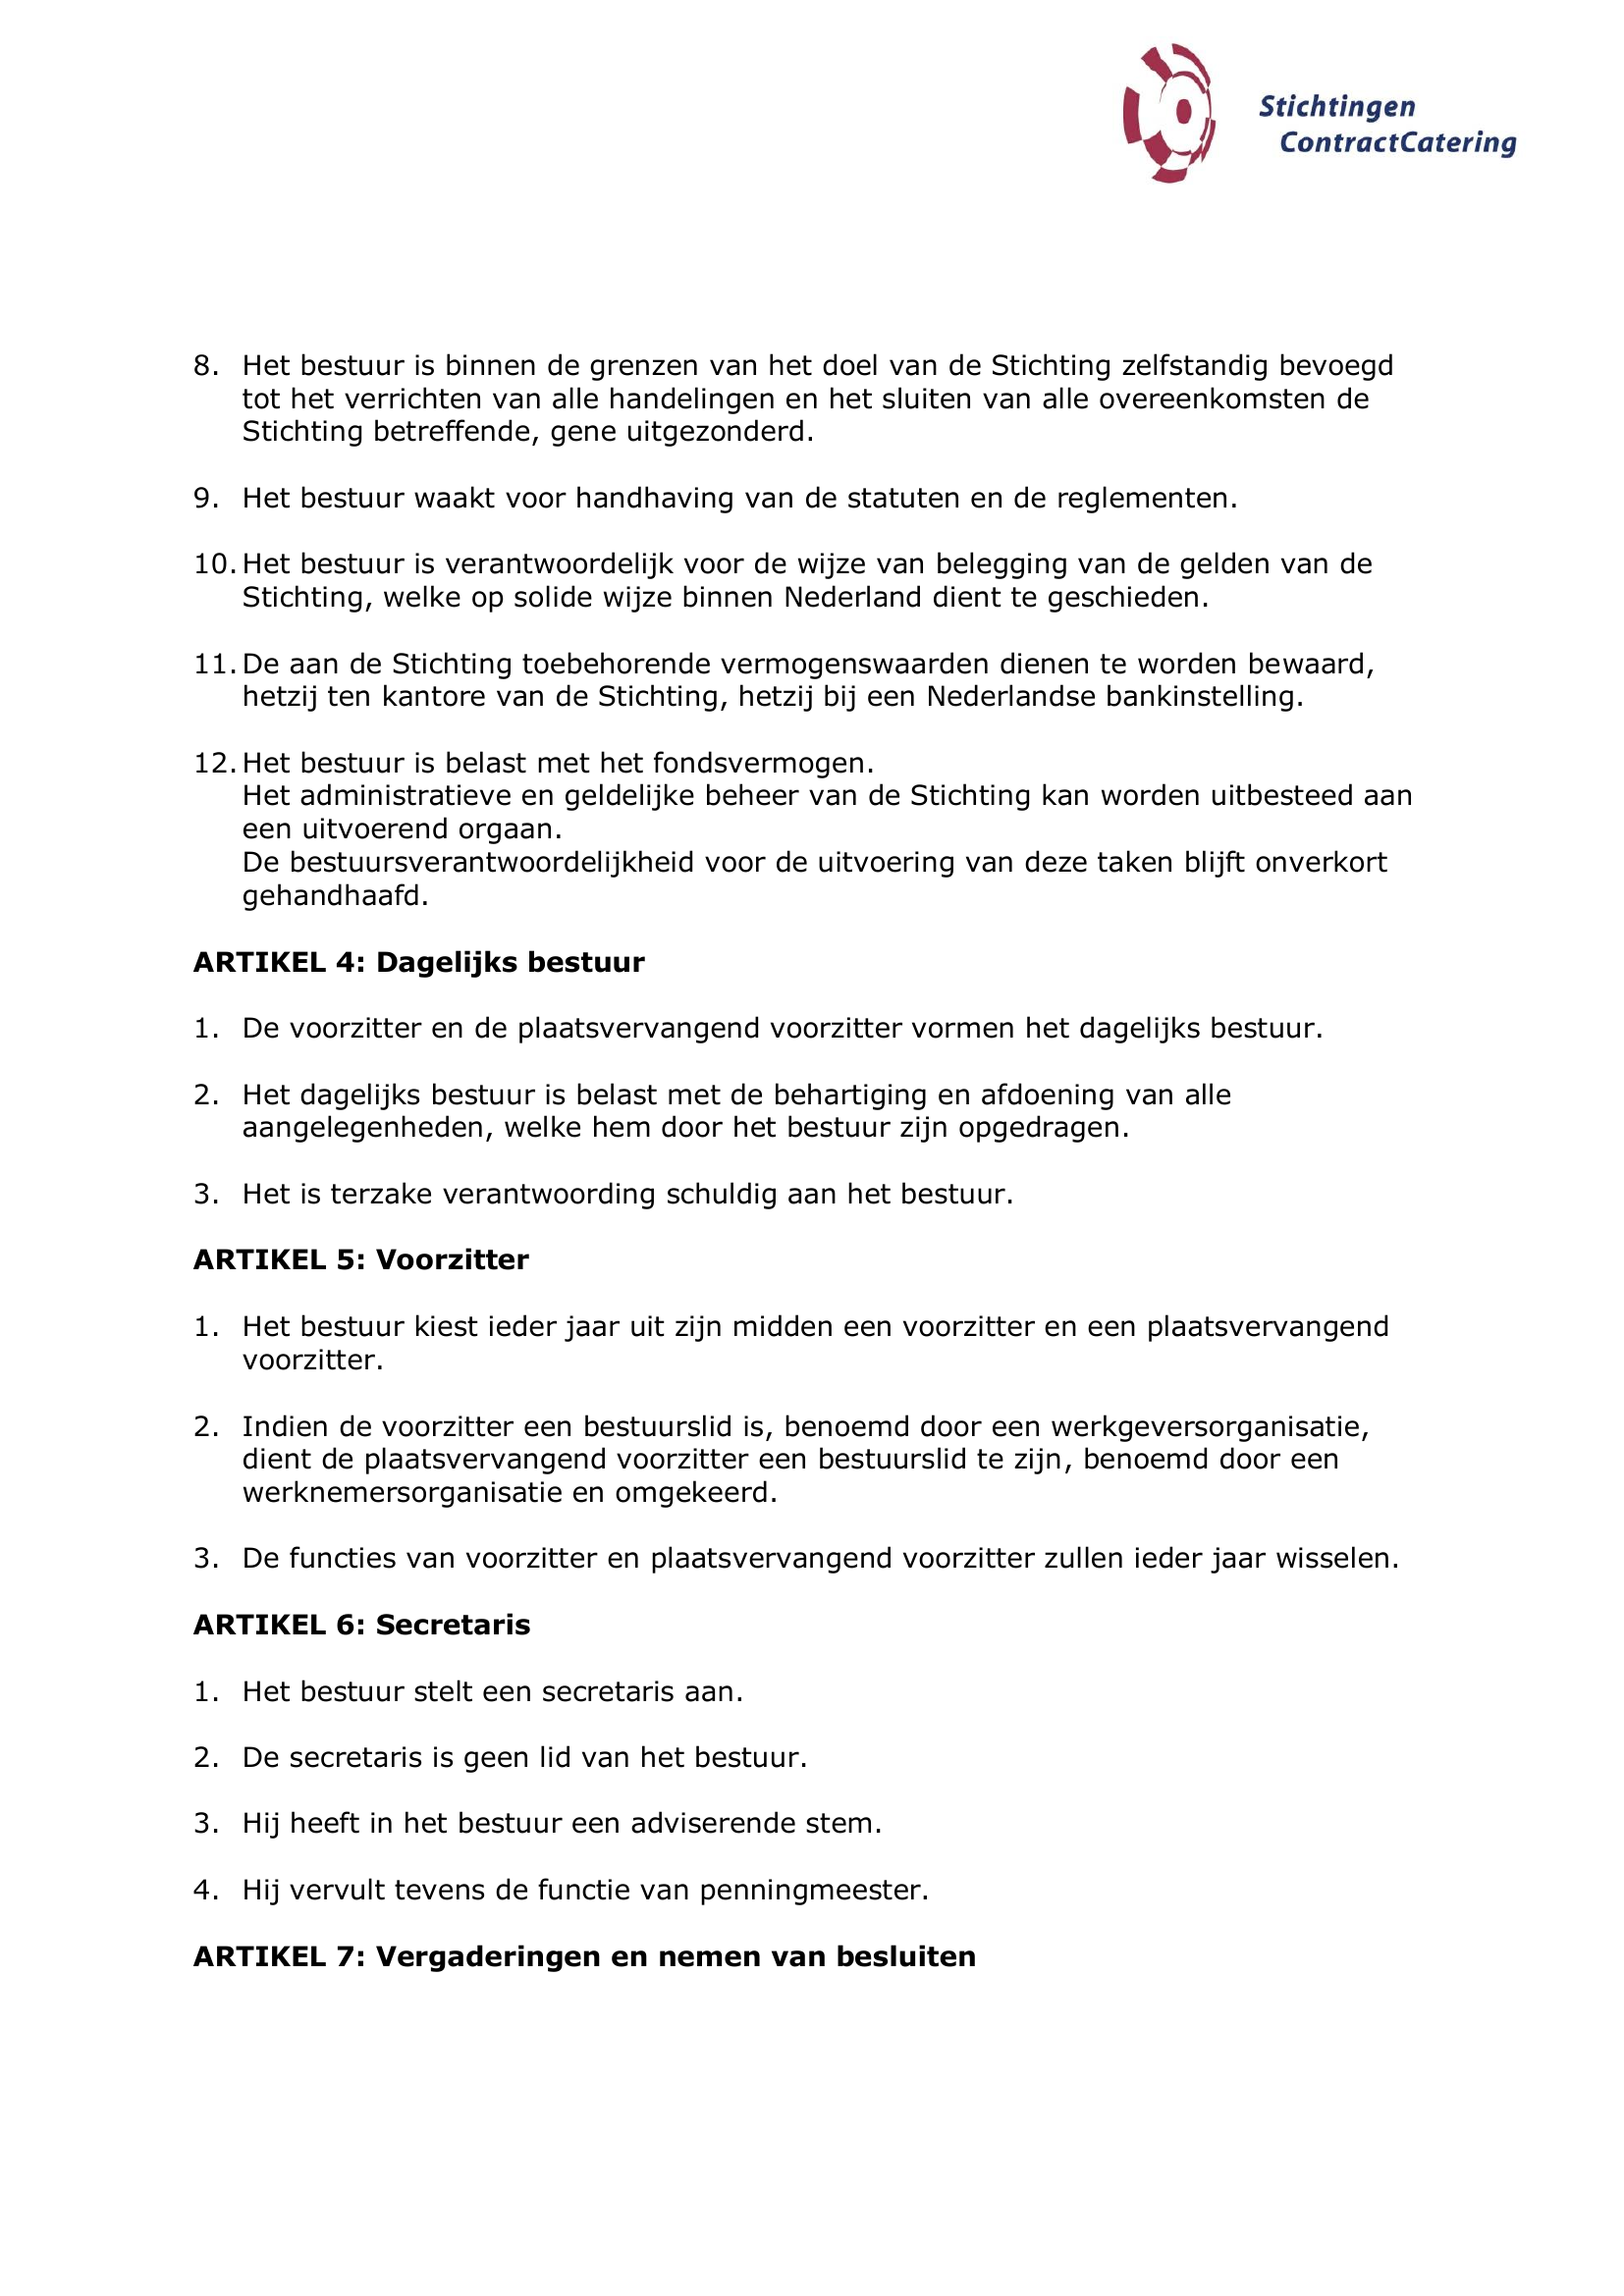 Stichtingen
ContractCatering
8. Het bestuur is binnen de grenzen van het doel van de Stichting zelfstandig bevoegd
tot het verrichten van alle handelingen en het sluiten van alle overeenkomsten de
Stichting betreffende, gene uitgezonderd.
9. Het bestuur waakt voor handhaving van de statuten en de reglementen.
10. Het bestuur is verantwoordelijk voor de wijze van belegging van de gelden van de
Stichting, welke op solide wijze binnen Nederland dient te geschieden.
11. De aan de Stichting toebehorende vermogenswaarden dienen te worden bewaard,
hetzij ten kantore van de Stichting, hetzij bij een Nederlandse bankinstelling.
12. Het bestuur is belast met het fondsvermogen.
Het administratieve en geldelijke beheer van de Stichting kan worden uitbesteed aan
een uitvoerend orgaan.
De bestuursverantwoordelijkheid voor de uitvoering van deze taken blijft onverkort
gehandhaafd.
ARTIKEL 4: Dagelijks bestuur
1. De voorzitter en de plaatsvervangend voorzitter vormen het dagelijks bestuur.
2. Het dagelijks bestuur is belast met de behartiging en afdoening van alle
aangelegenheden, welke hem door het bestuur zijn opgedragen.
3. Het is terzake verantwoording schuldig aan het bestuur.
ARTIKEL 5: Voorzitter
1. Het bestuur kiest ieder jaar uit zijn midden een voorzitter en een plaatsvervangend
voorzitter.
2. Indien de voorzitter een bestuurslid is, benoemd door een werkgeversorganisatie,
dient de plaatsvervangend voorzitter een bestuurslid te zijn, benoemd door een
werknemersorganisatie en omgekeerd.
3. De functies van voorzitter en plaatsvervangend voorzitter zullen ieder jaar wisselen.
ARTIKEL 6: Secretaris
1. Het bestuur stelt een secretaris aan.
2. De secretaris is geen lid van het bestuur.
3. Hij heeft in het bestuur een adviserende stem.
4. Hij vervult tevens de functie van penningmeester.
ARTIKEL 7: Vergaderingen en nemen van besluiten